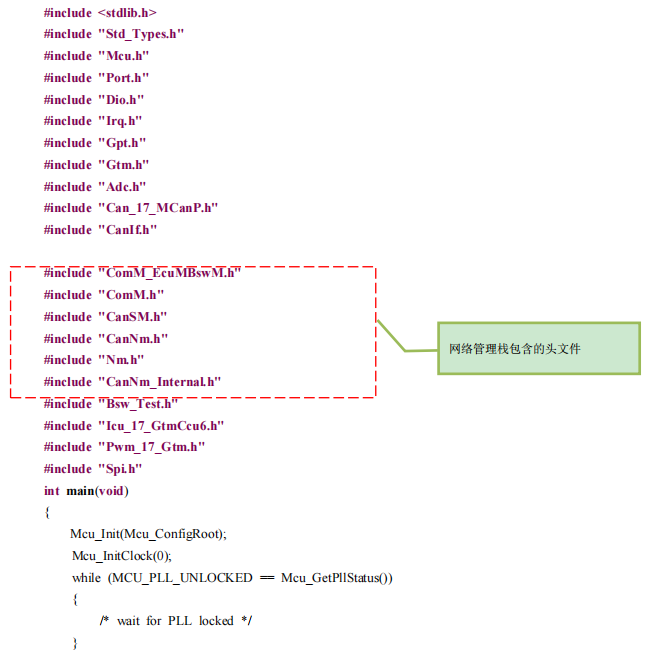 #include <stdlib.h>
#include "Std_Types.h"
#include "Mcu.h"
#include "Port.h"
#include "Dio.h"
#include "Irq.h"
#include "Gpt.h"
#include "Gtm.h"
#include "Adc.h"
#include "Can_17_MCanP.h"
#include "CanIf.h"
#include "ComM_EcuMBswM.h"
#include "ComM.h"
#include "CanSM.h"
#include "CanNm.h"
网络管理栈包含的头文件
#include "Nm.h"
#include "CanNm_Internal.h"
#include "Bsw_Test.h"
#include "Icu_17_GtmCcu6.h"
#include "Pwm_17_Gtm.h"
#include "Spi.h"
int main(void)
{
Mcu_Init(Mcu_ConfigRoot);
Mcu_InitClock(0);
while (MCU_PLL_UNLOCKED == Mcu_GetPllStatus())
{
/* wait for PLL locked */
}